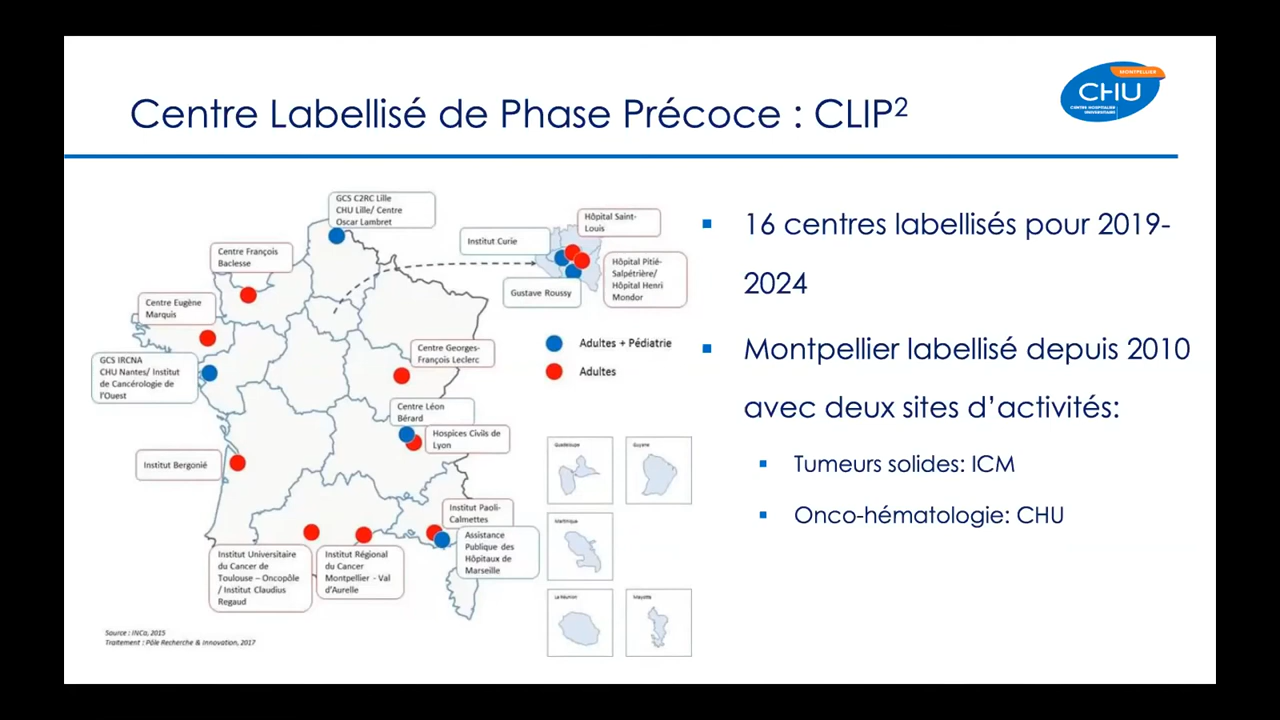 MONTPELLIER
CHU
CENTRE HOSPITALIER
UNIVERSITAIRE
Centre Labellisé de Phase Précoce : CLIP²
GCS C2RC Lille
CHU Lille/ Centre
Oscar Lambret
Hôpital Saint-
Louis
Institut Curie
Centre François
Baclesse
Hôpital Pitié-
Salpétrière/
Hôpital Henri
Mondor
Gustave Roussy
Centre Eugène
Marquis
Adultes + Pédiatrie
Adultes
Centre Georges-
François Leclerc
GCS IRCNA
CHU Nantes/ Institut
de Cancérologie de
l'Ouest
Centre Léon
Bérard
Hospices Civils de
Lyon
Institut Bergonié
Guadeloupe
Guyane
Institut Paoli-
Calmettes
Martinique
Assistance
Publique des
Hôpitaux de
Marseille
Institut Universitaire
du Cancer de
Toulouse – Oncopôle
/ Institut Claudius
Regaud
Institut Régional
du Cancer
Montpellier - Val
d'Aurelle
La Réunion
Mayotte
Source : INCa, 2015
Traitement : Pôle Recherche & Innovation, 2017
16 centres labellisés pour 2019-
2024
Montpellier labellisé depuis 2010
avec deux sites d'activités:
Tumeurs solides: ICM
Onco-hématologie: CHU